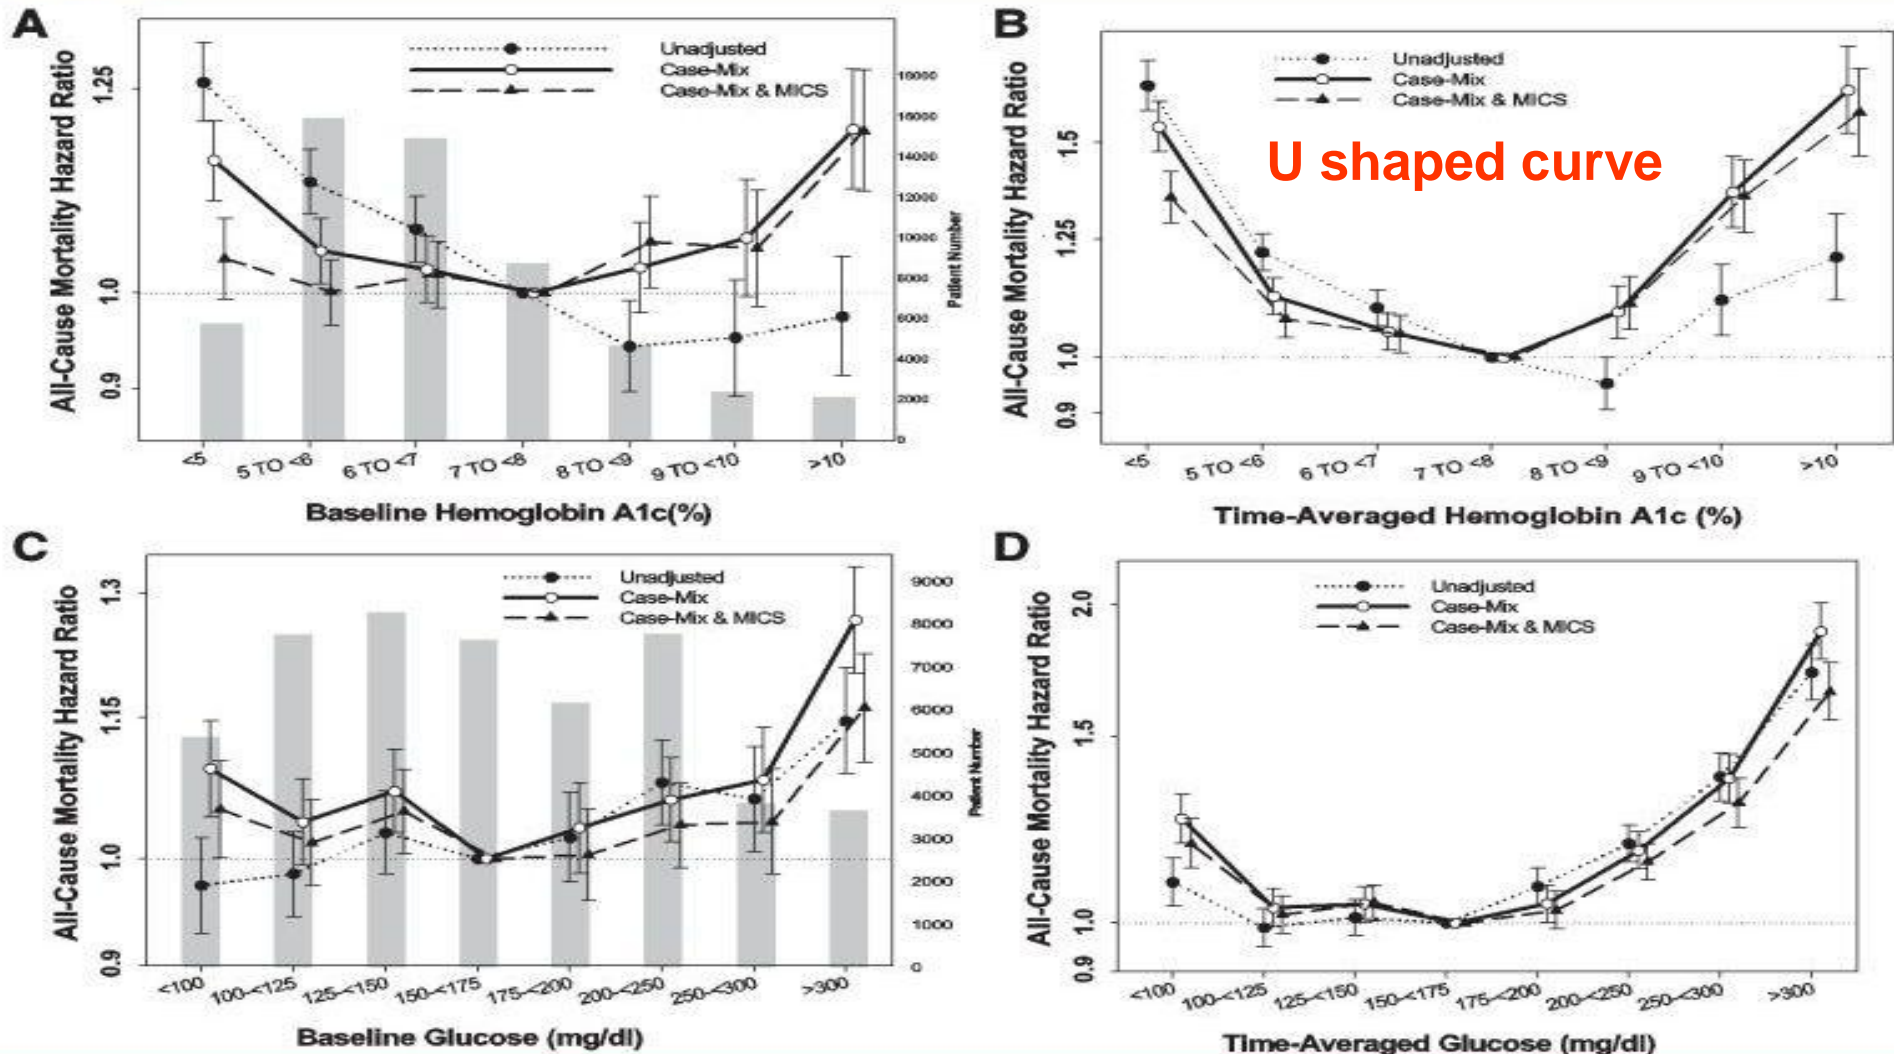 A
Unadjusted
Case-Mix
Case-Mix & MICS
All-Cause Mortality Hazard Ratio
1.25
1.0
0.9
18000
16000
14000
12000
10000
8000
6000
4000
2000
0
Patient Number
<5
5 TO <6
6 TO <7
7 TO <8
8 TO <9
9 TO <10
>10
Baseline Hemoglobin A1c(%)
B
Unadjusted
Case-Mix
Case-Mix & MICS
U shaped curve
All-Cause Mortality Hazard Ratio
1.5
1.25
1.0
0.9
<5
5 TO <6
6 TO <7
7 TO <8
8 TO <9
9 TO <10
>10
Time-Averaged Hemoglobin A1c (%)
C
Unadjusted
Case-Mix
Case-Mix & MICS
All-Cause Mortality Hazard Ratio
1.3
1.15
1.0
0.9
9000
8000
7000
6000
5000
4000
3000
2000
1000
0
Patient Number
<100
100-<125
125-<150
150-<175
175-<200
200-<250
250-<300
>300
Baseline Glucose (mg/dl)
D
Unadjusted
Case-Mix
Case-Mix & MICS
All-Cause Mortality Hazard Ratio
2.0
1.5
1.0
0.9
<100
100-<125
125-<150
150-<175
175-<200
200-<250
250-<300
>300
Time-Averaged Glucose (mg/dl)